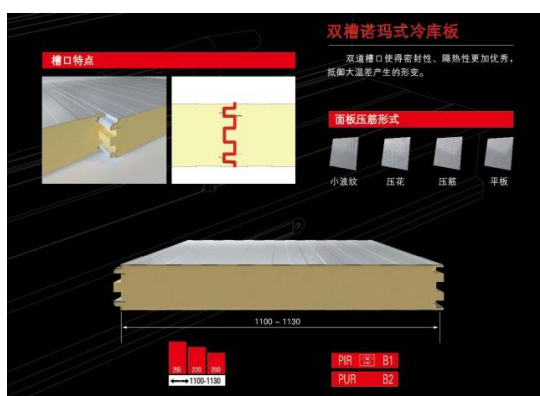 双槽诺玛式冷库板
槽口特点
双道槽口使得密封性、隔热性更加优秀,
抵御大温差产生的形变。
面板压筋形式
小波纹 压花 压筋 平板
1100 - 1130
250 220 200
1100-1130
PIR B1
PUR B2